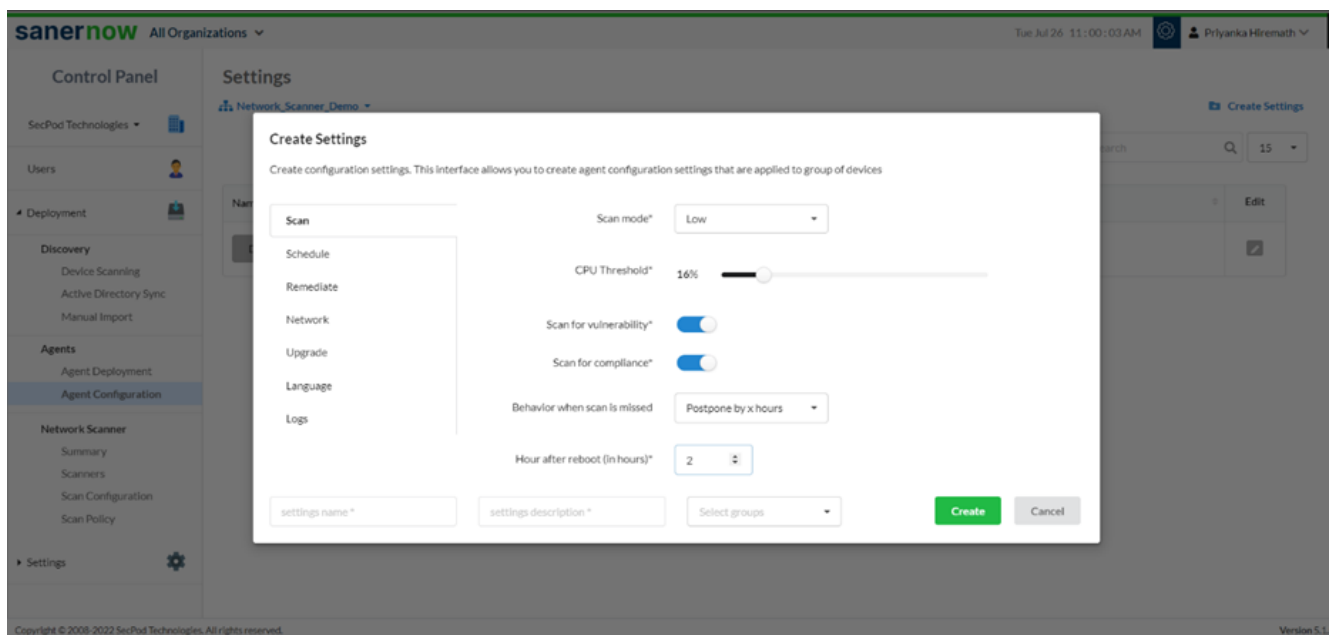 sanernow All Organizations
Tue Jul 26 11:00:03 AM
Priyanka Hiremath
Control Panel
SecPod Technologies
Users
Deployment
Discovery
Device Scanning
Active Directory Sync
Manual Import
Agents
Agent Deployment
Agent Configuration
Network Scanner
Summary
Scanners
Scan Configuration
Scan Policy
Settings
Settings
Network_Scanner_Demo
Create Settings
15
Edit
Create Settings
Create configuration settings. This interface allows you to create agent configuration settings that are applied to group of devices
Scan
Schedule
Remediate
Network
Upgrade
Language
Logs
Scan mode* Low
CPU Threshold* 16%
Scan for vulnerability*
Scan for compliance*
Behavior when scan is missed Postpone by x hours
Hour after reboot (in hours)* 2
settings name * settings description * Select groups Create Cancel
Copyright © 2008-2022 SecPod Technologies. All rights reserved.
Version 5.1